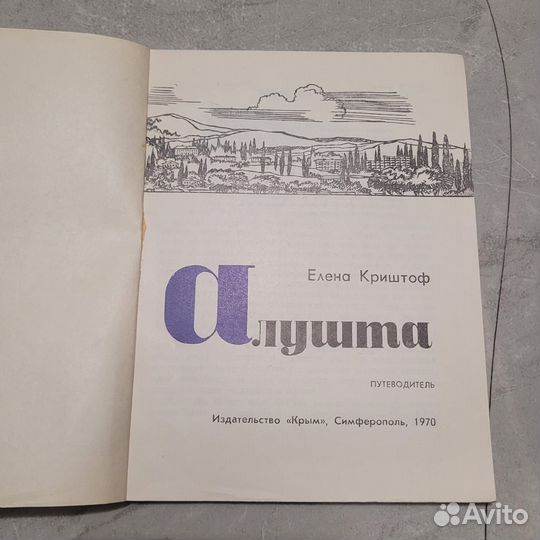 Елена Криштоф
Алушта
ПУТЕВОДИТЕЛЬ
Издательство «Крым», Симферополь, 1970
Avito